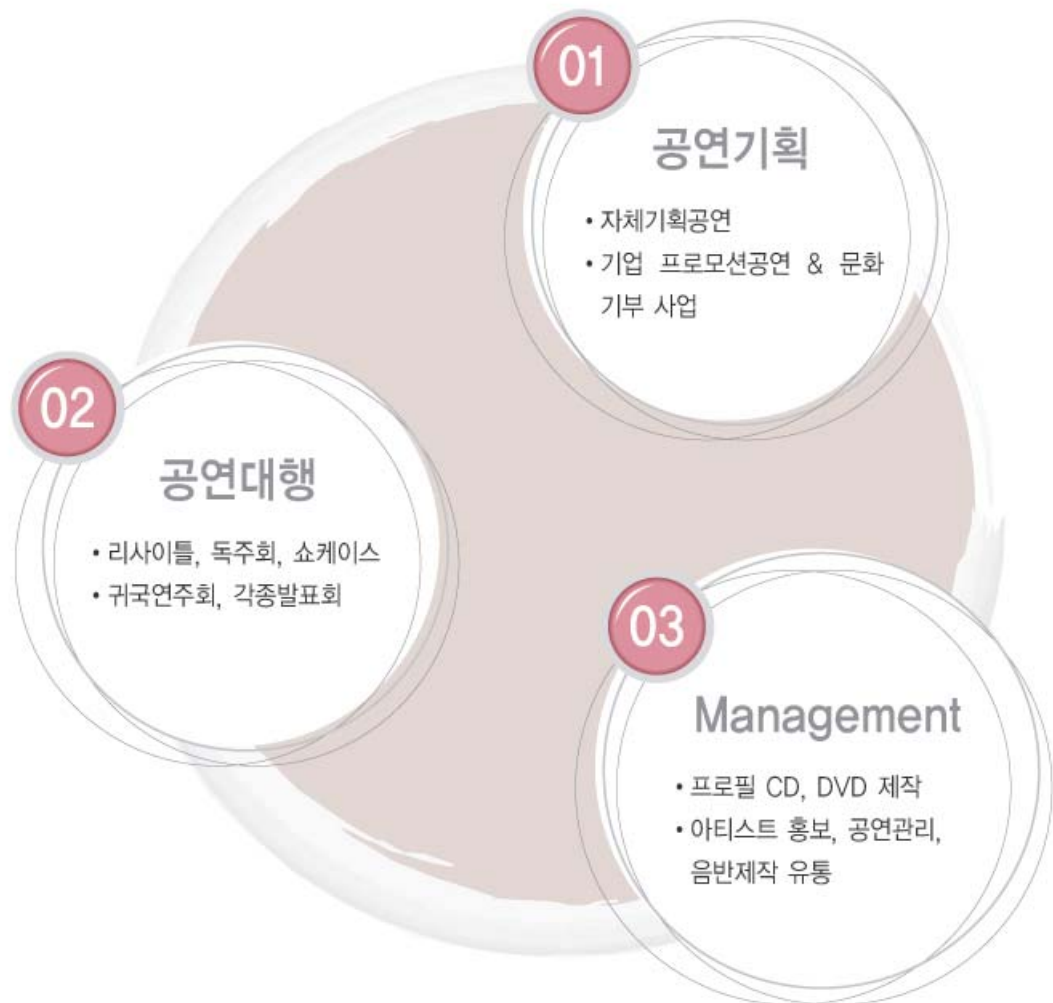 01
공연기획
• 자체기획공연
• 기업 프로모션공연 & 문화
기부 사업
02
공연대행
• 리사이틀, 독주회, 쇼케이스
• 귀국연주회, 각종발표회
03
Management
• 프로필 CD, DVD 제작
• 아티스트 홍보, 공연관리,
음반제작 유통